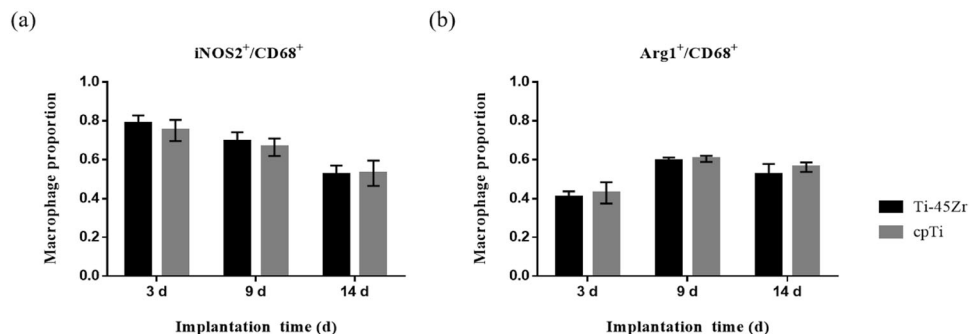 (a)
iNOS2⁺/CD68⁺
Macrophage proportion
1.0
0.8
0.6
0.4
0.2
0.0
3 d
9 d
14 d
Implantation time (d)
(b)
Arg1⁺/CD68⁺
Macrophage proportion
1.0
0.8
0.6
0.4
0.2
0.0
3 d
9 d
14 d
Implantation time (d)
Ti-45Zr
cpTi